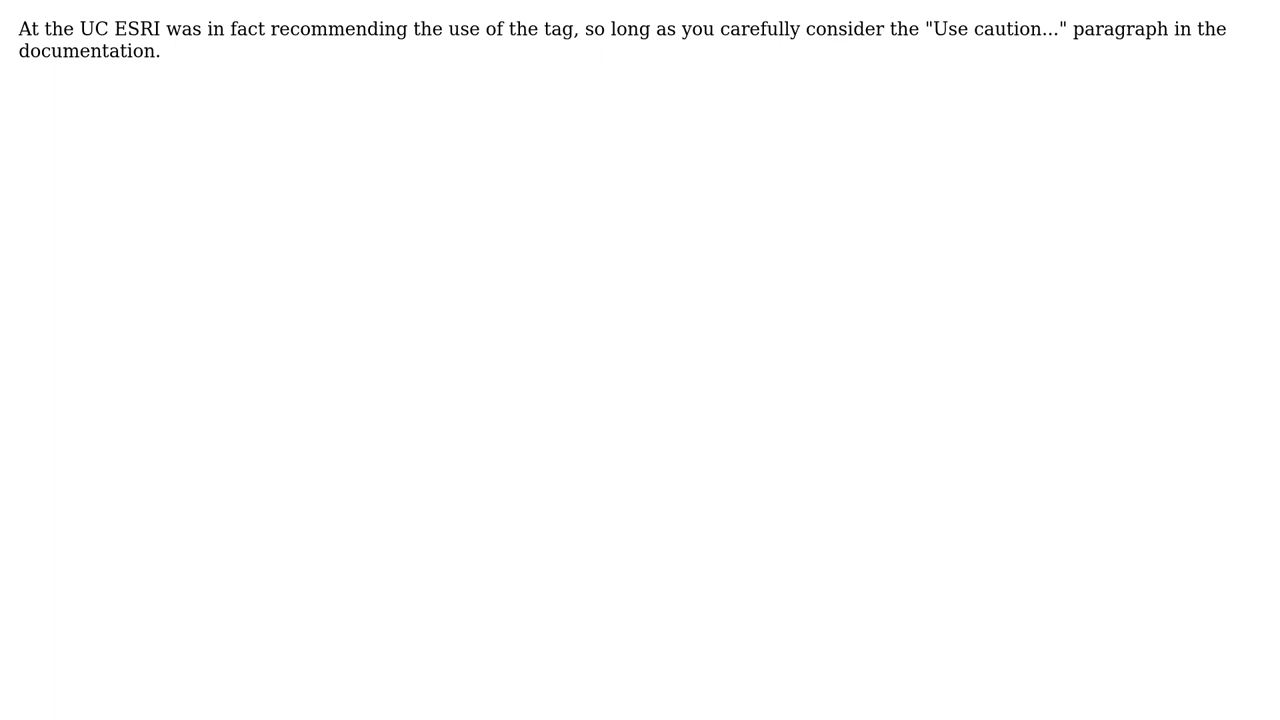 At the UC ESRI was in fact recommending the use of the tag, so long as you carefully consider the "Use caution..." paragraph in the
documentation.